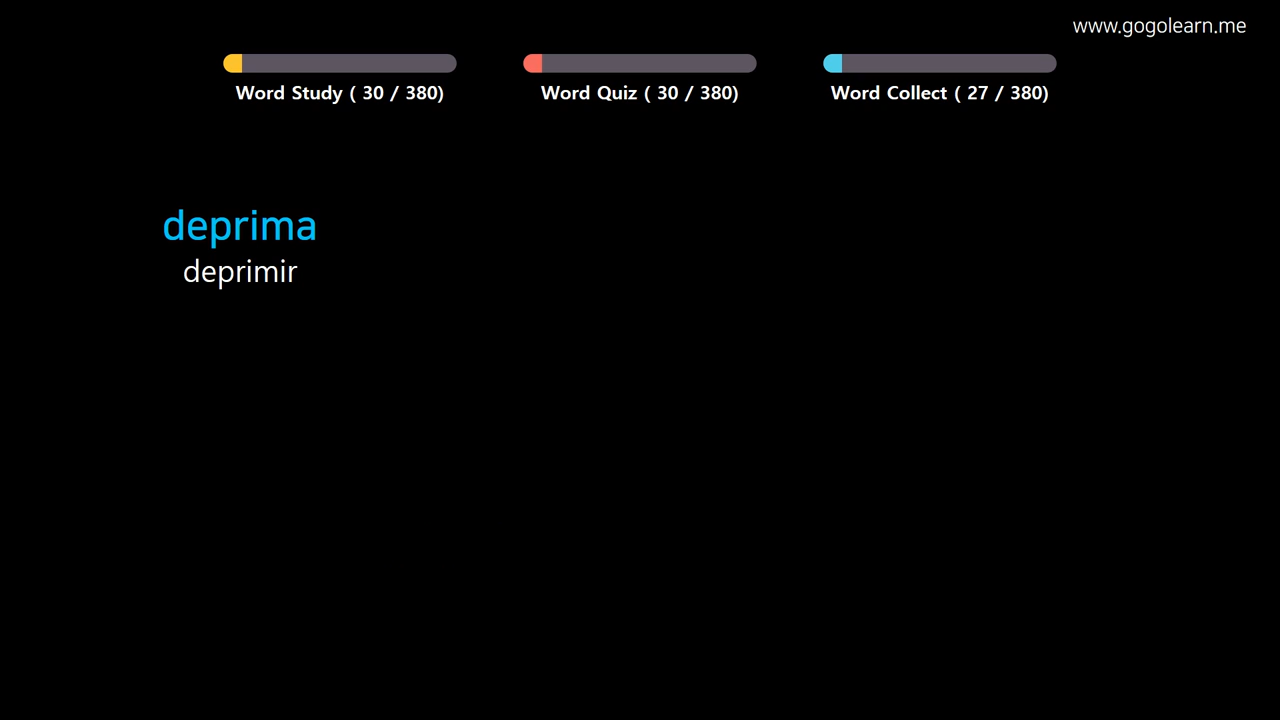 www.gogolearn.me
Word Study ( 30 / 380)
Word Quiz ( 30 / 380)
Word Collect ( 27 / 380)
deprima
deprimir